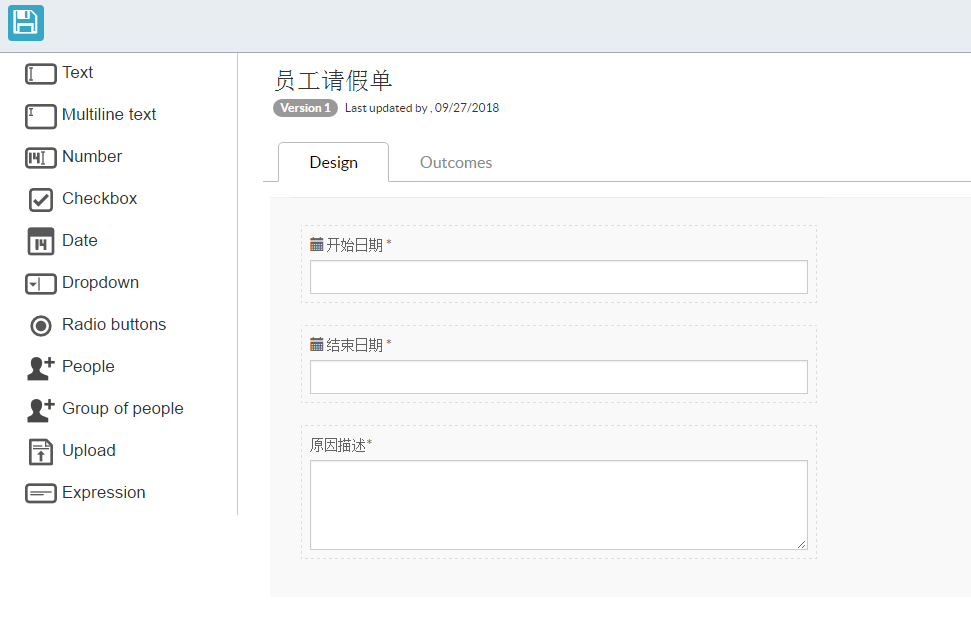 Text
Multiline text
Number
Checkbox
Date
Dropdown
Radio buttons
People
Group of people
Upload
Expression
员工请假单
Version 1 Last updated by , 09/27/2018
Design Outcomes
开始日期 *
结束日期 *
原因描述*